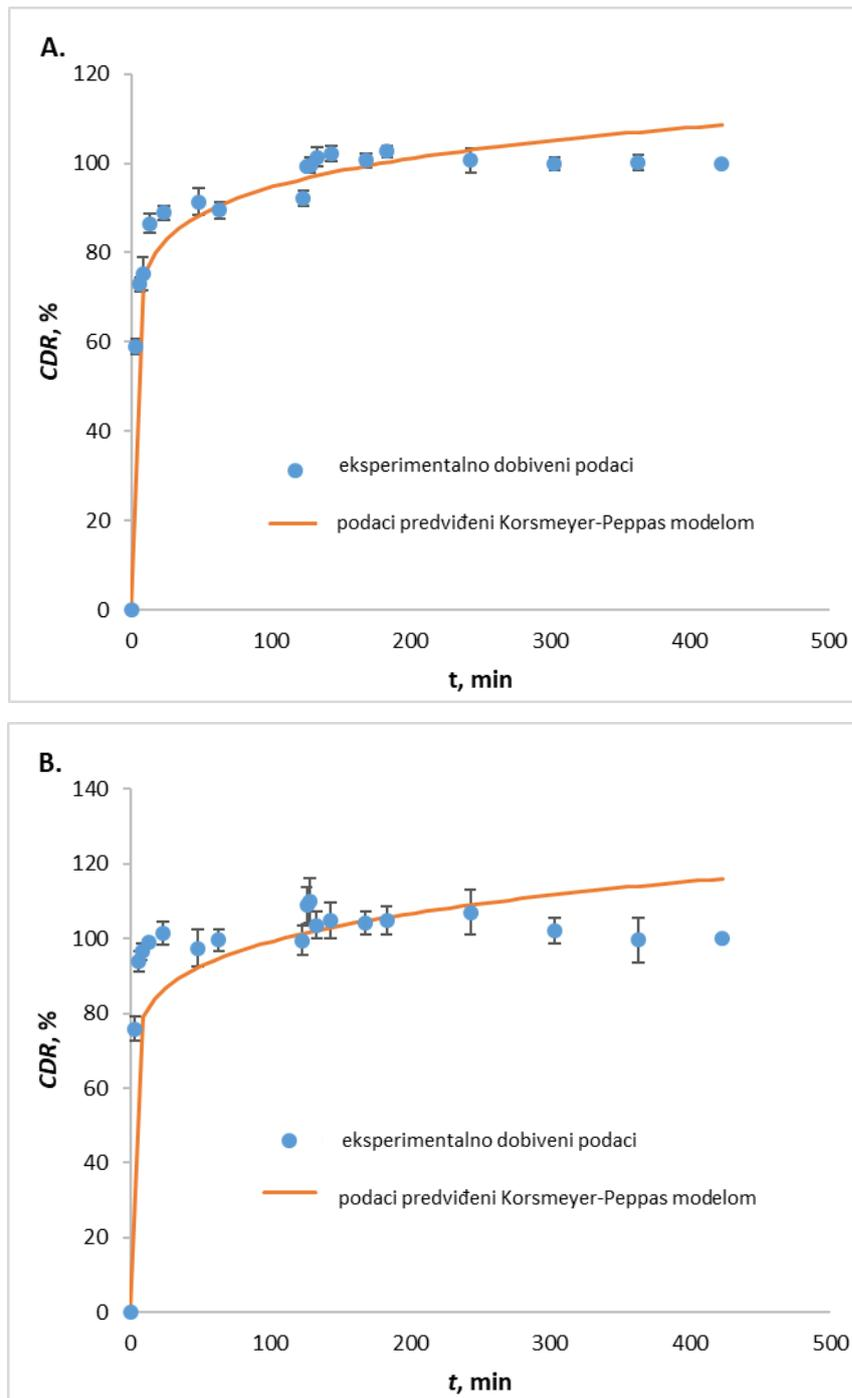 A.
120
100
80
60
40
20
0
CDR, %
eksperimentalno dobiveni podaci
podaci predviđeni Korsmeyer-Peppas modelom
0 100 200 300 400 500
t, min
B.
140
120
100
80
60
40
20
0
CDR, %
eksperimentalno dobiveni podaci
podaci predviđeni Korsmeyer-Peppas modelom
0 100 200 300 400 500
t, min